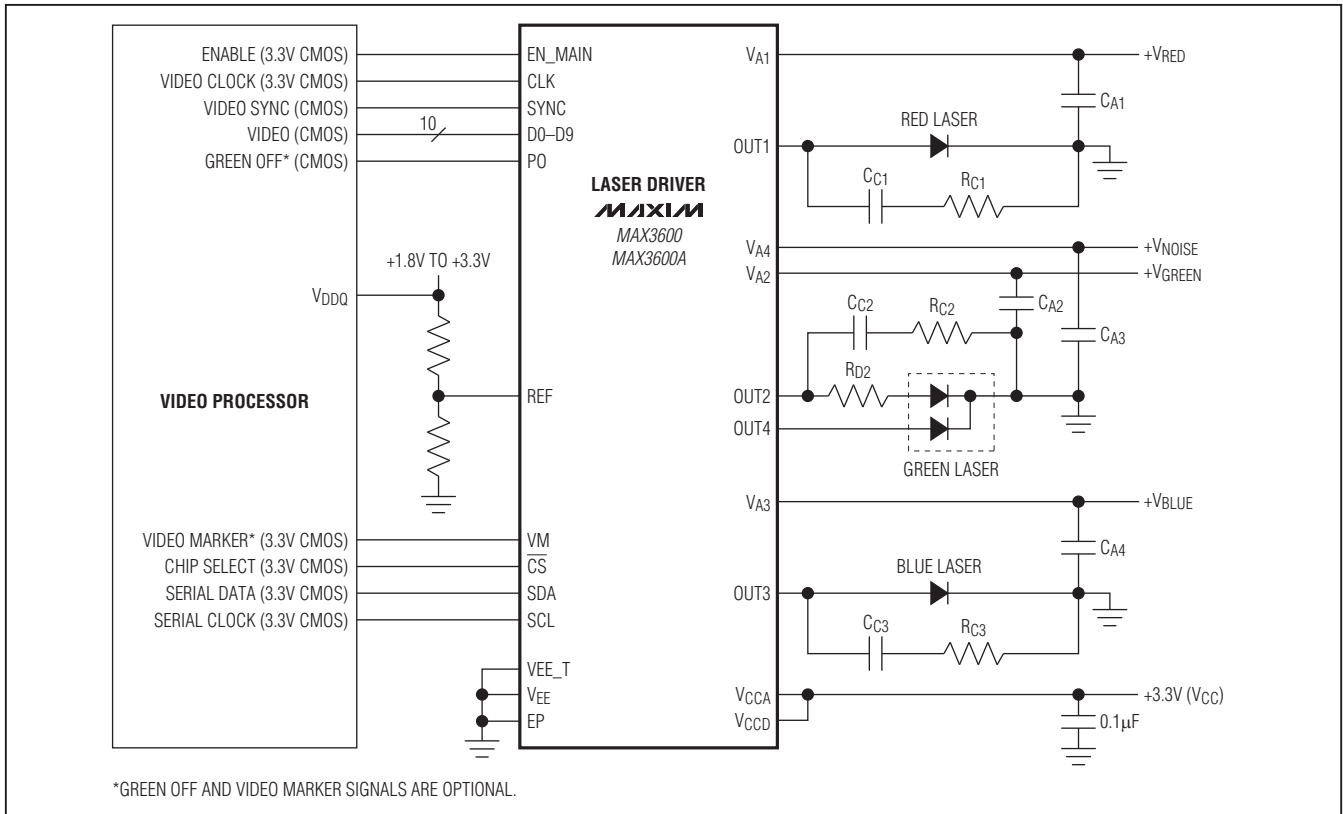 ENABLE (3.3V CMOS)
VIDEO CLOCK (3.3V CMOS)
VIDEO SYNC (CMOS)
VIDEO (CMOS)
GREEN OFF* (CMOS)
10
EN_MAIN
CLK
SYNC
D0–D9
PO
LASER DRIVER
MAXIM
MAX3600
MAX3600A
+1.8V TO +3.3V
VDDQ
VIDEO PROCESSOR
REF
VIDEO MARKER* (3.3V CMOS)
CHIP SELECT (3.3V CMOS)
SERIAL DATA (3.3V CMOS)
SERIAL CLOCK (3.3V CMOS)
VM
CS
SDA
SCL
VEE_T
VEE
EP
VA1
+VRED
CA1
RED LASER
OUT1
CC1
RC1
VA4
+VNOISE
VA2
+VGREEN
CC2
RC2
CA2
CA3
RD2
OUT2
OUT4
GREEN LASER
VA3
+VBLUE
CA4
BLUE LASER
OUT3
CC3
RC3
VCCA
+3.3V (VCC)
VCCD
0.1μF
*GREEN OFF AND VIDEO MARKER SIGNALS ARE OPTIONAL.